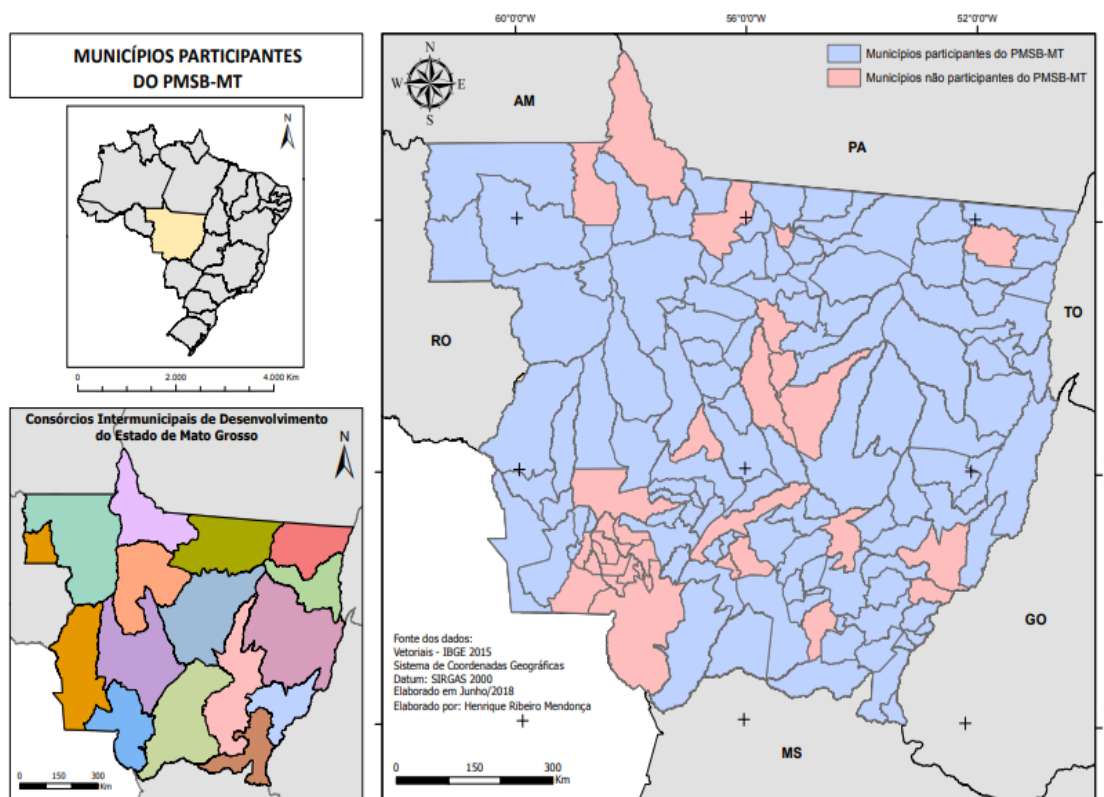 MUNICÍPIOS PARTICIPANTES
DO PMSB-MT
N
0 2.000 4.000 Km
Consórcios Intermunicipais de Desenvolvimento
do Estado de Mato Grosso
N
0 150 300
Km
60°0'0"W 56°0'0"W 52°0'0"W
N
W E
S
Municípios participantes do PMSB-MT
Municípios não participantes do PMSB-MT
AM
PA
RO
TO
GO
MS
Fonte dos dados:
Vetoriais - IBGE 2015
Sistema de Coordenadas Geográficas
Datum: SIRGAS 2000
Elaborado em Junho/2018
Elaborado por: Henrique Ribeiro Mendonça
0 150 300
Km